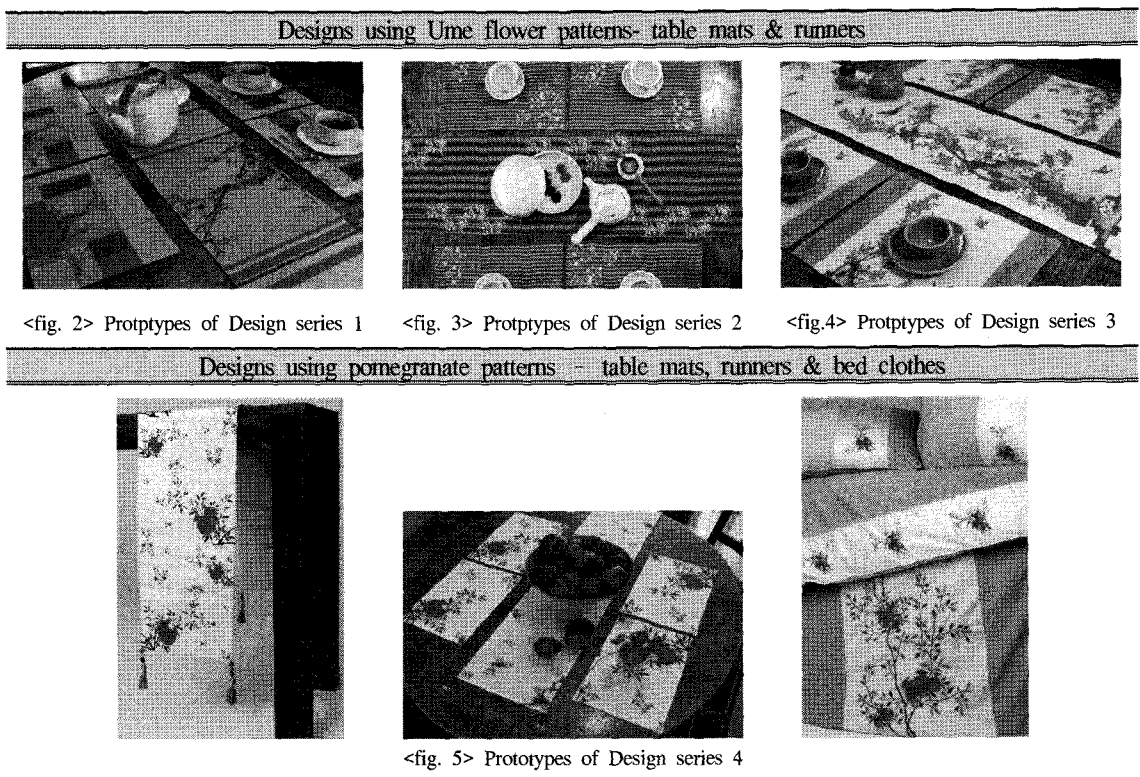 Designs using Ume flower patterns- table mats & runners
<fig. 2> Protptypes of Design series 1
<fig. 3> Protptypes of Design series 2
<fig.4> Protptypes of Design series 3
Designs using pomegranate patterns - table mats, runners & bed clothes
<fig. 5> Prototypes of Design series 4